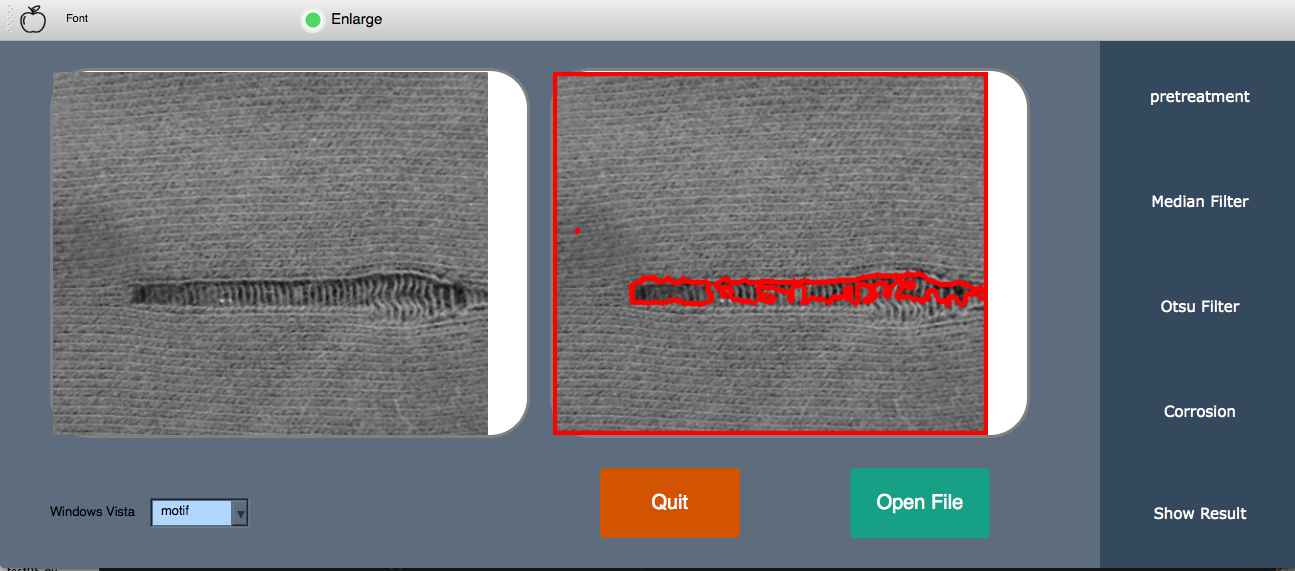 Font
Enlarge
pretreatment
Median Filter
Otsu Filter
Corrosion
Show Result
Quit
Open File
Windows Vista
motif